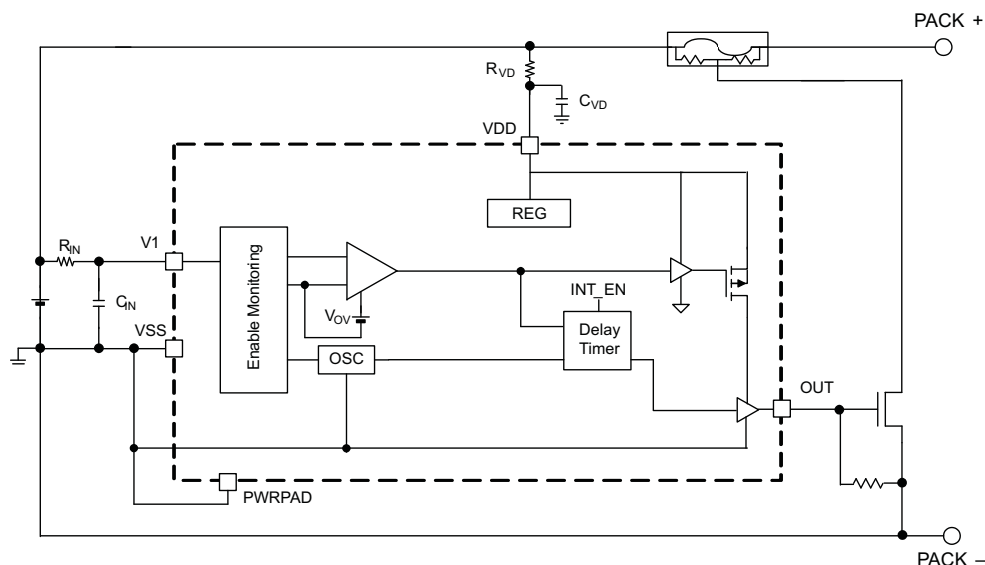 PACK +
RVD
CVD
VDD
REG
RIN
V1
CIN
VSS
Enable Monitoring
VOV
INT_EN
Delay
Timer
OSC
OUT
PWRPAD
PACK –